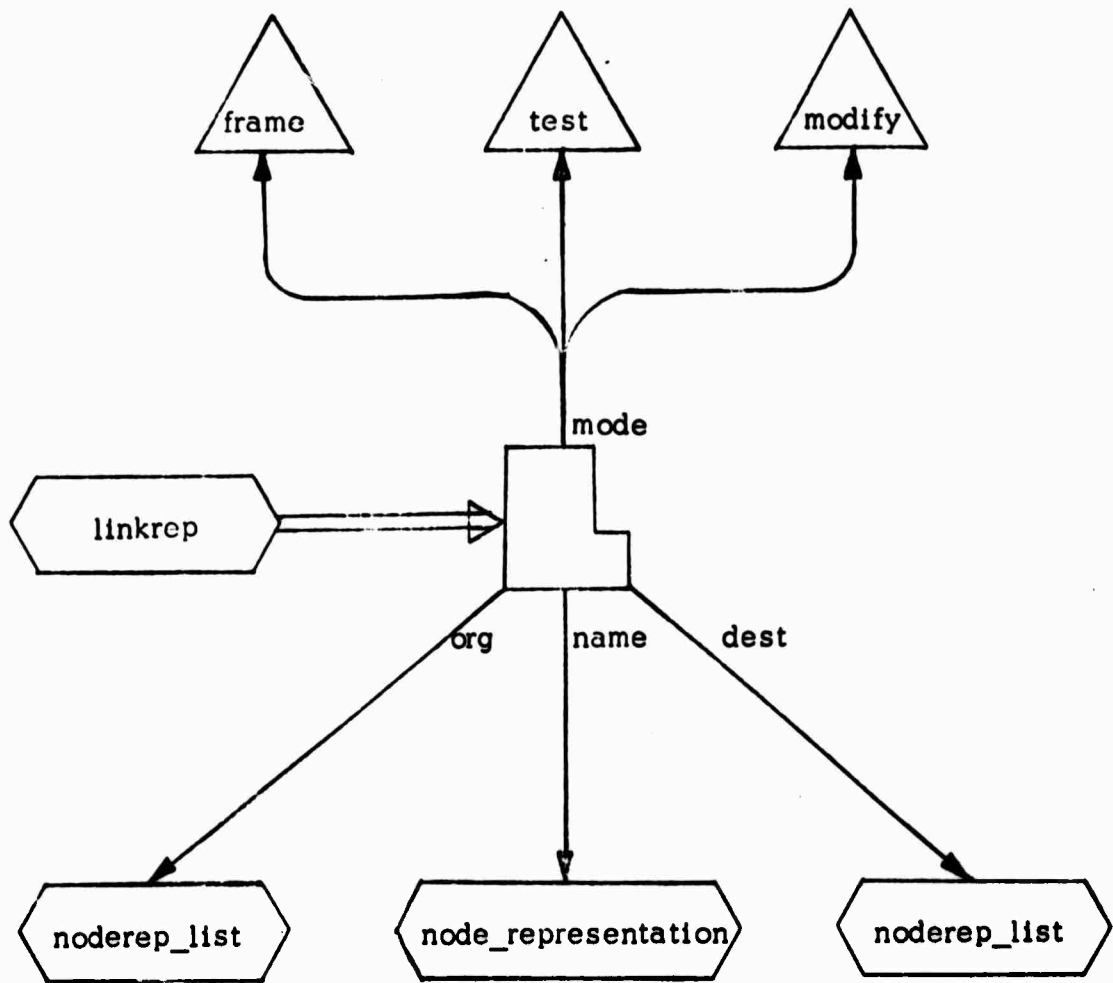 frame
test
modify
mode
linkrep
org
name
dest
noderep_list
node_representation
noderep_list